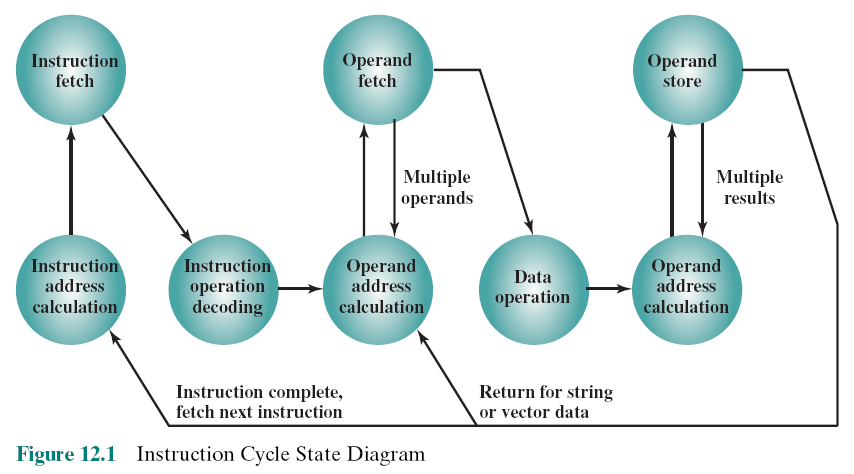 Instruction
fetch
Operand
fetch
Operand
store
Multiple
operands
Multiple
results
Instruction
address
calculation
Instruction
operation
decoding
Operand
address
calculation
Data
operation
Operand
address
calculation
Instruction complete,
fetch next instruction
Return for string
or vector data
Figure 12.1 Instruction Cycle State Diagram